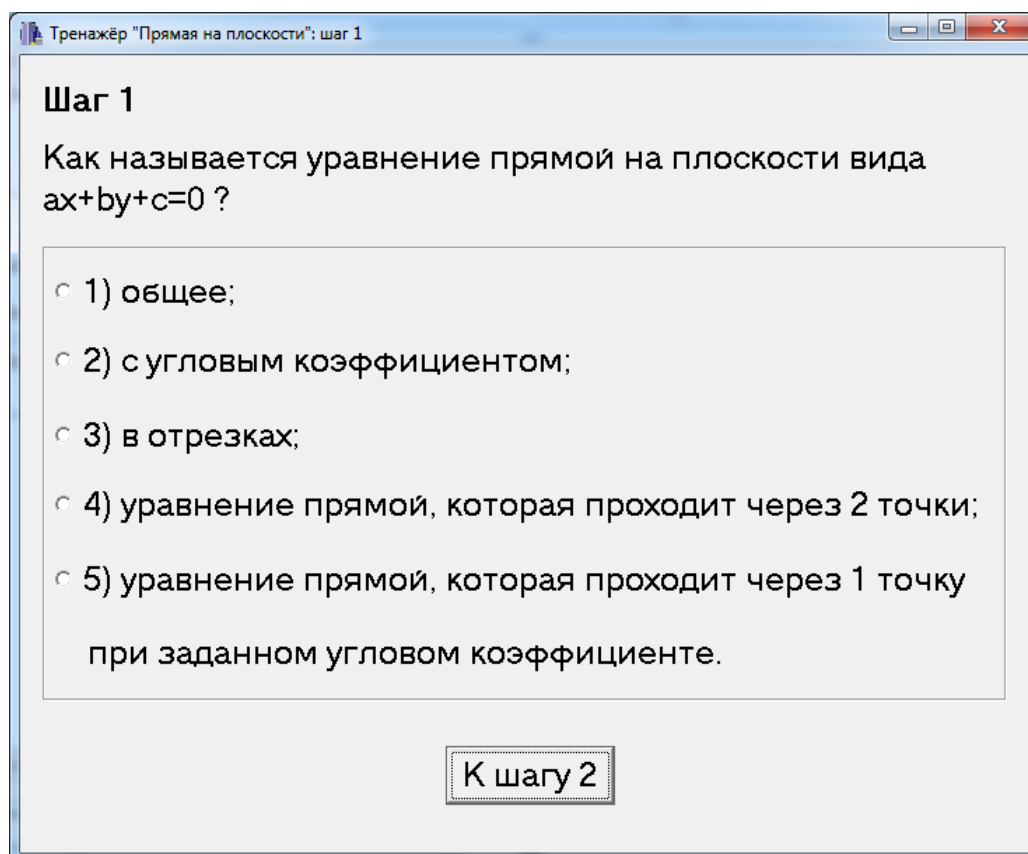 Тренажёр "Прямая на плоскости": шаг 1
Шаг 1
Как называется уравнение прямой на плоскости вида
ax+by+c=0 ?
1) общее;
2) с угловым коэффициентом;
3) в отрезках;
4) уравнение прямой, которая проходит через 2 точки;
5) уравнение прямой, которая проходит через 1 точку
при заданном угловом коэффициенте.
К шагу 2